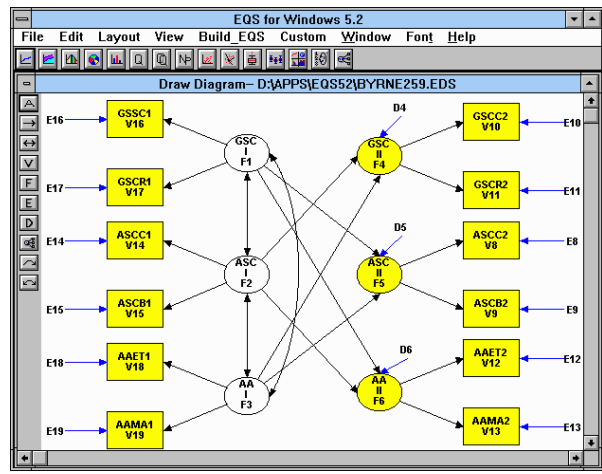 EQS for Windows 5.2
File Edit Layout View Build_EQS Custom Window Font Help
Draw Diagram– D:\APPS\EQS52\BYRNE259.EDS
A
V
F
E
D
E16
GSSC1
V16
E17
GSCR1
V17
E14
ASCC1
V14
E15
ASCB1
V15
E18
AAET1
V18
E19
AAMA1
V19
GSC
I
F1
ASC
I
F2
AA
I
F3
D4
GSC
II
F4
D5
ASC
II
F5
D6
AA
II
F6
GSCC2
V10
E10
GSCR2
V11
E11
ASCC2
V8
E8
ASCB2
V9
E9
AAET2
V12
E12
AAMA2
V13
E13